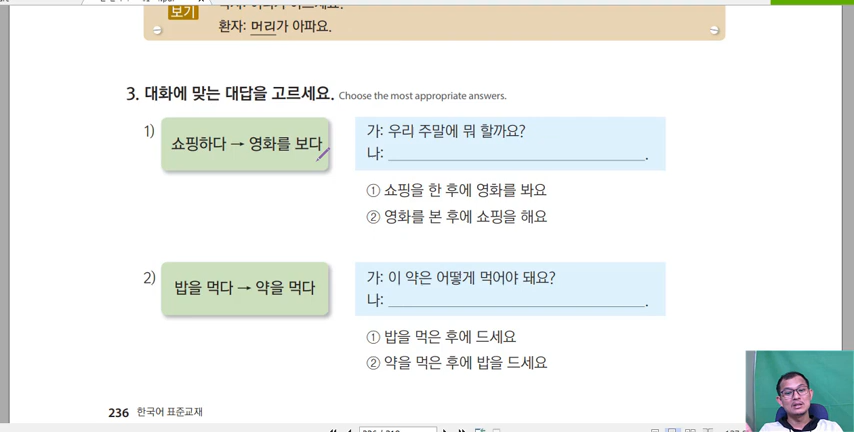 보기
환자: 머리가 아파요.
3. 대화에 맞는 대답을 고르세요. Choose the most appropriate answers.
1) 쇼핑하다 → 영화를 보다
가: 우리 주말에 뭐 할까요?
나: ______________________________.
① 쇼핑을 한 후에 영화를 봐요
② 영화를 본 후에 쇼핑을 해요
2) 밥을 먹다 → 약을 먹다
가: 이 약은 어떻게 먹어야 돼요?
나: ______________________________.
① 밥을 먹은 후에 드세요
② 약을 먹은 후에 밥을 드세요
236 한국어 표준교재